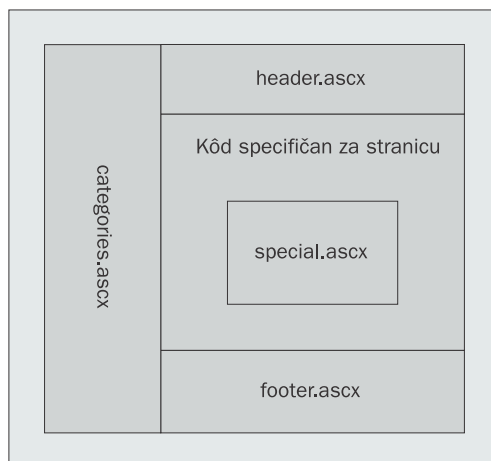 header.ascx
Kôd specifičan za stranicu
categories.ascx
special.ascx
footer.ascx